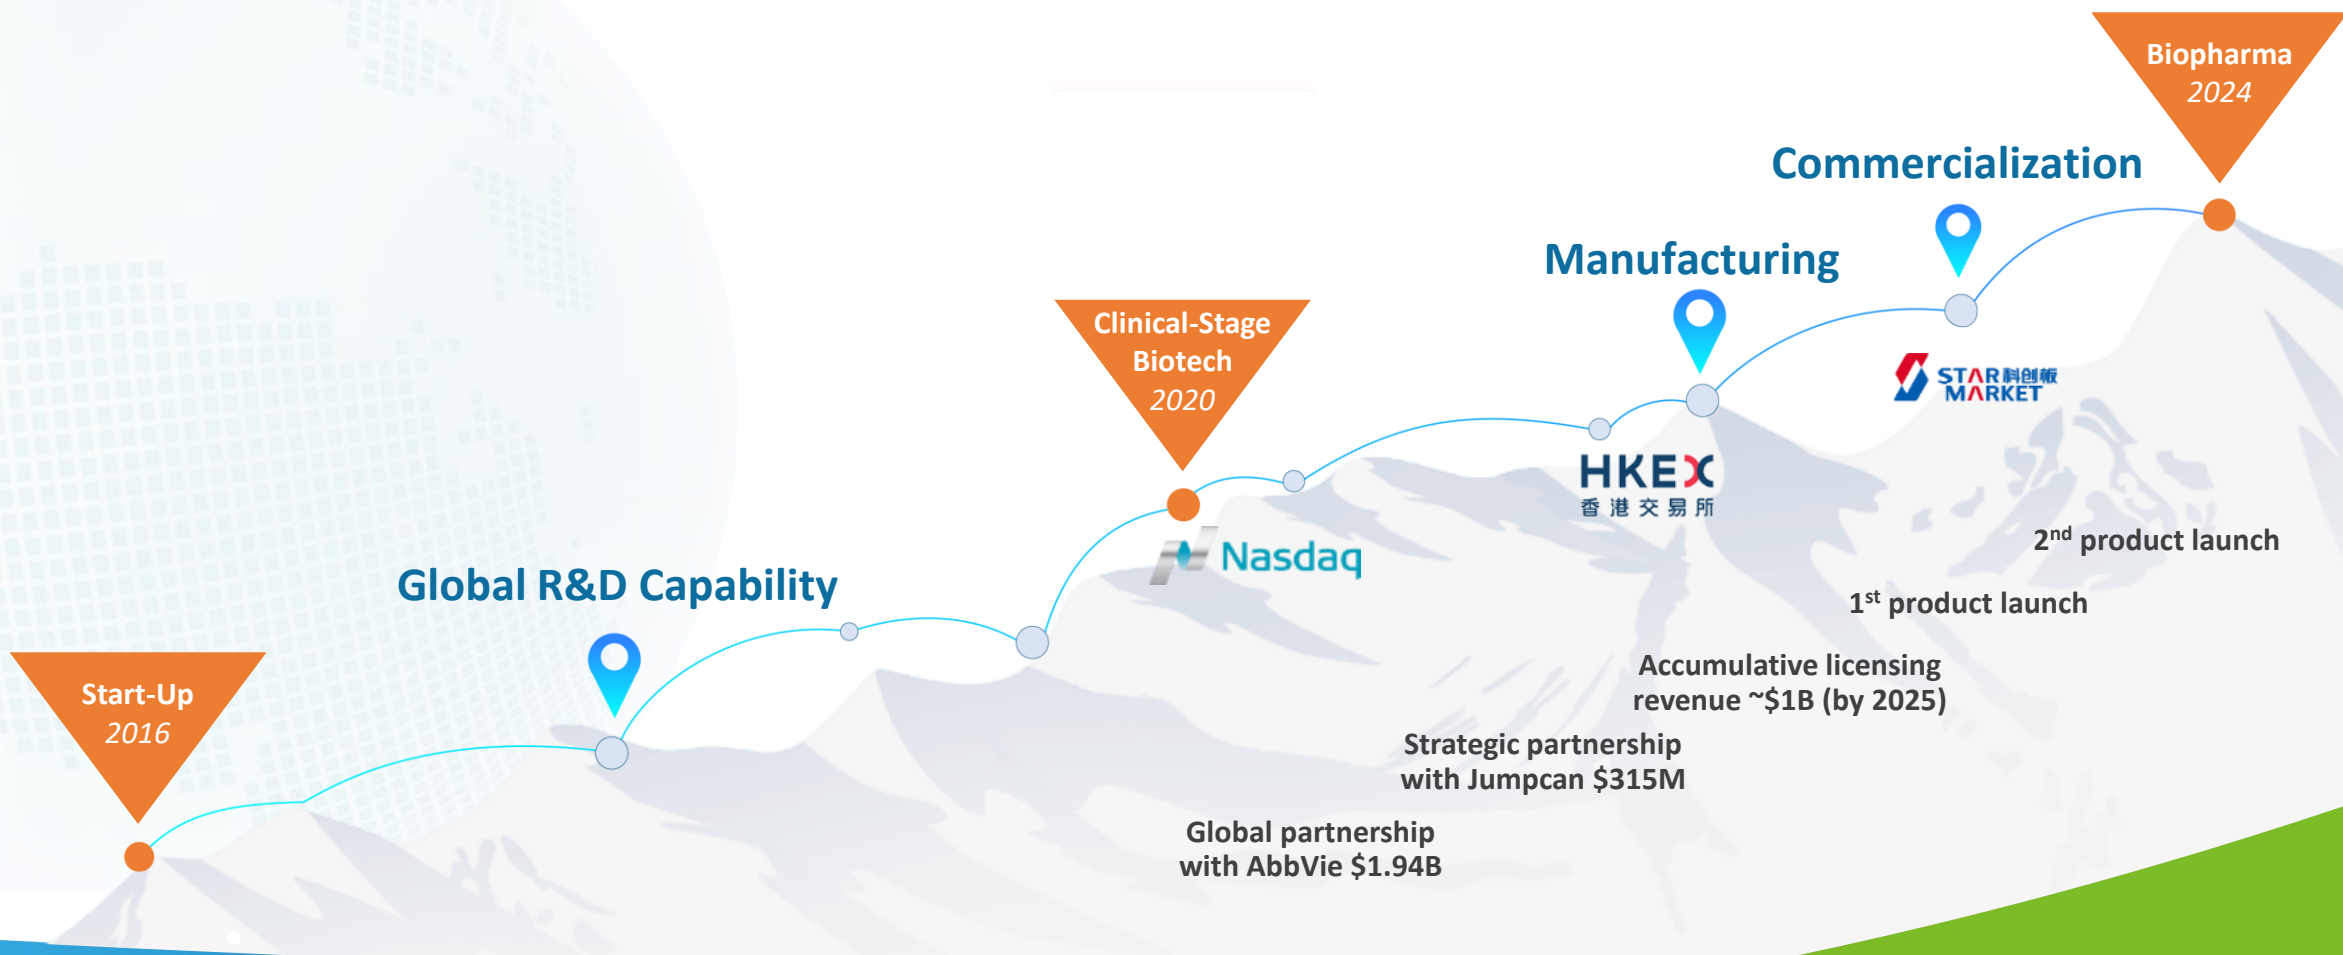 Biopharma
2024
Commercialization
Manufacturing
Clinical-Stage
Biotech
2020
STAR科创板
MARKET
HKEX
香港交易所
Nasdaq
2nd product launch
Global R&D Capability
1st product launch
Start-Up
2016
Accumulative licensing
revenue ~$1B (by 2025)
Strategic partnership
with Jumpcan $315M
Global partnership
with AbbVie $1.94B